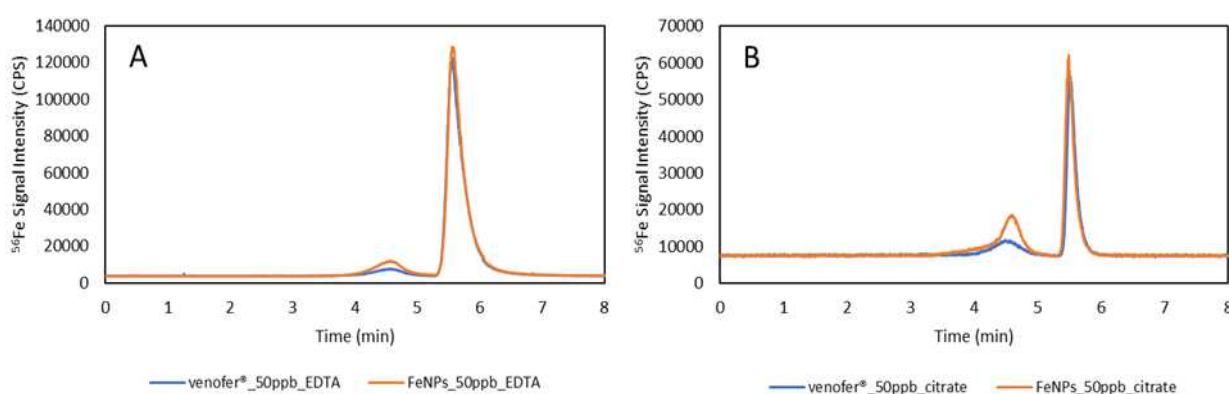 A
⁵⁶Fe Signal Intensity (CPS)
140000
120000
100000
80000
60000
40000
20000
0
0 1 2 3 4 5 6 7 8
Time (min)
venofer®_50ppb_EDTA FeNPs_50ppb_EDTA
B
⁵⁶Fe Signal Intensity (CPS)
70000
60000
50000
40000
30000
20000
10000
0
0 1 2 3 4 5 6 7 8
Time (min)
venofer®_50ppb_citrate FeNPs_50ppb_citrate